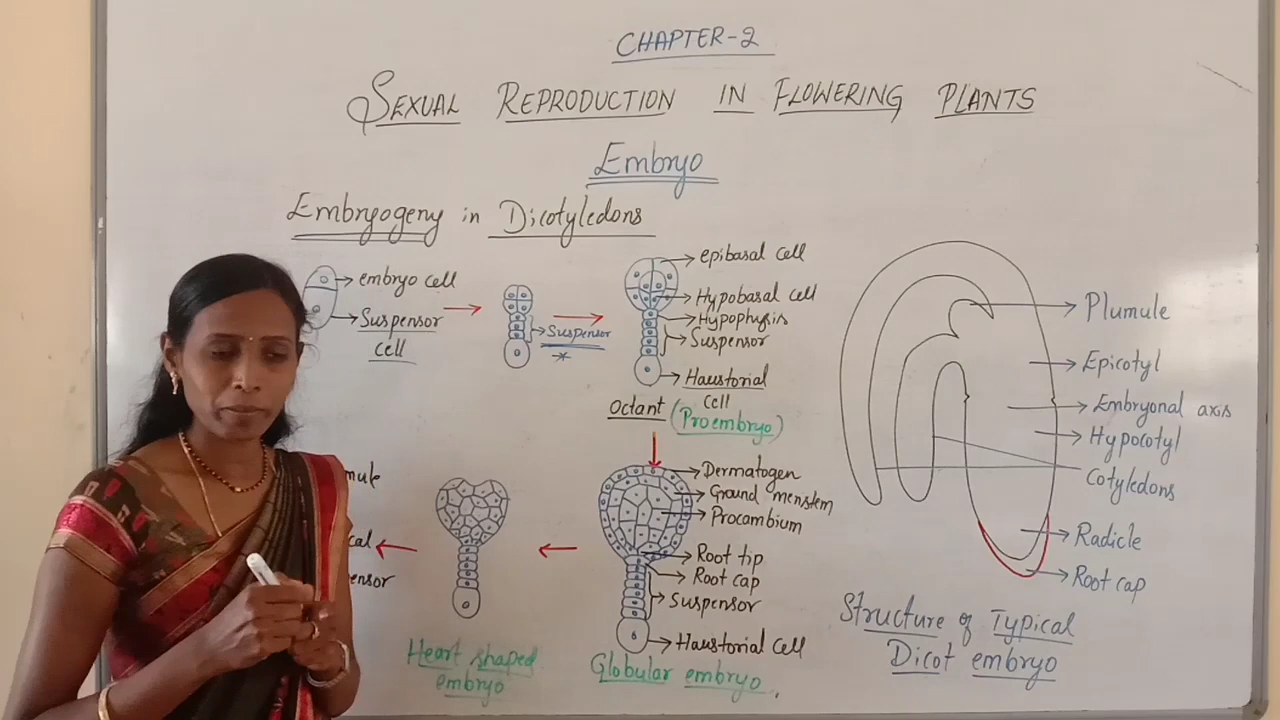 CHAPTER-2
SEXUAL REPRODUCTION IN FLOWERING PLANTS
Embryo
Embryogeny in Dicotyledons
embryo cell
Suspensor
cell
Suspensor
epibasal cell
Hypobasal cell
Hypophysis
Suspensor
Haustorial
cell
Octant (Proembryo)
Dermatogen
Ground meristem
Procambium
Root tip
Root cap
Suspensor
Haustorial cell
Globular embryo
Heart shaped
embryo
Plumule
Epicotyl
Embryonal axis
Hypocotyl
Cotyledons
Radicle
Root cap
Structure of Typical
Dicot embryo